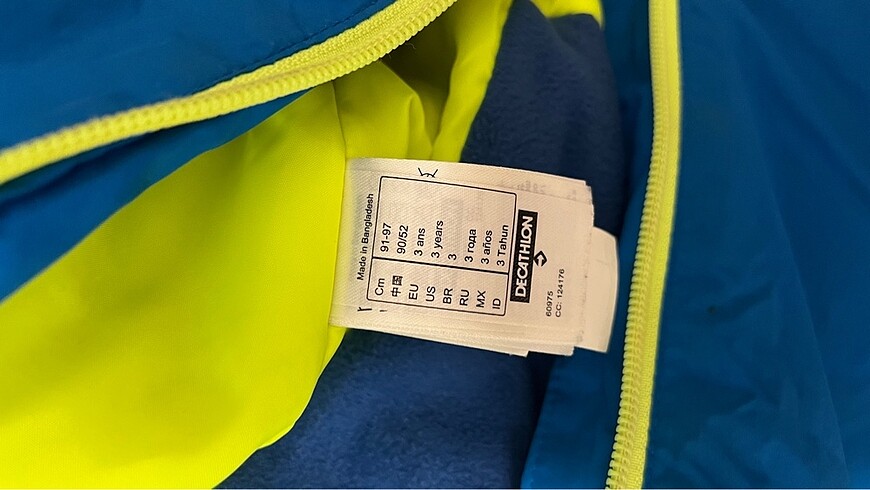 Made in Bangladesh
Cm 91-97
中国 90/52
EU 3 ans
US 3 years
BR 3
RU 3 года
MX 3 años
ID 3 Tahun
DECATHLON
60975
CC: 124176